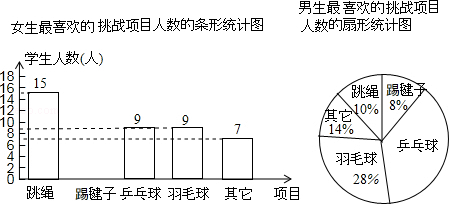 女生最喜欢的挑战项目人数的条形统计图
学生人数(人)
18
16
14
12
10
8
6
4
2
0
15
9
9
7
跳绳 踢毽子 乒乓球 羽毛球 其它 项目
男生最喜欢的挑战项目
人数的扇形统计图
跳绳
10%
踢毽子
8%
其它
14%
乒乓球
羽毛球
28%